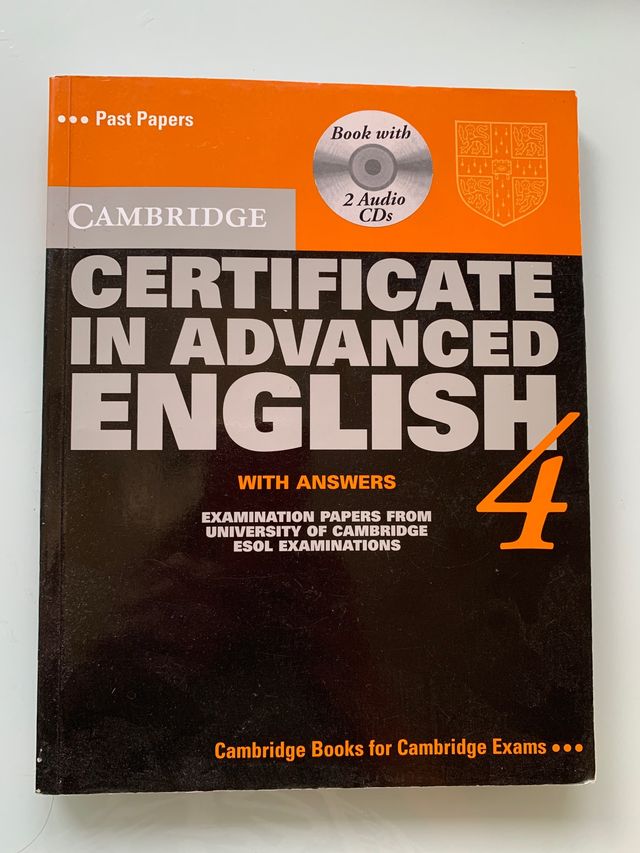 ••• Past Papers
Book with
2 Audio
CDs
CAMBRIDGE
CERTIFICATE
IN ADVANCED
ENGLISH
4
WITH ANSWERS
EXAMINATION PAPERS FROM
UNIVERSITY OF CAMBRIDGE
ESOL EXAMINATIONS
Cambridge Books for Cambridge Exams •••